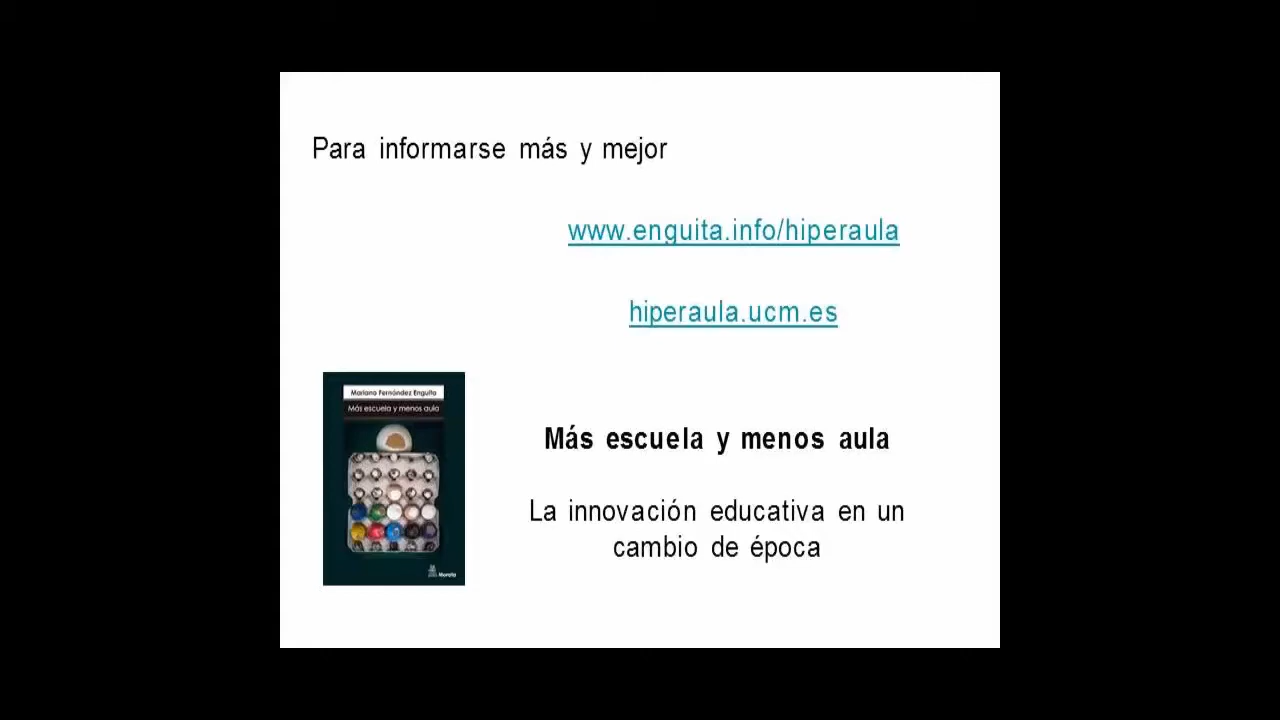 Para informarse más y mejor
www.enguita.info/hiperaula
hiperaula.ucm.es
Mariano Fernández Enguita
Más escuela y menos aula
Morata
Más escuela y menos aula
La innovación educativa en un
cambio de época